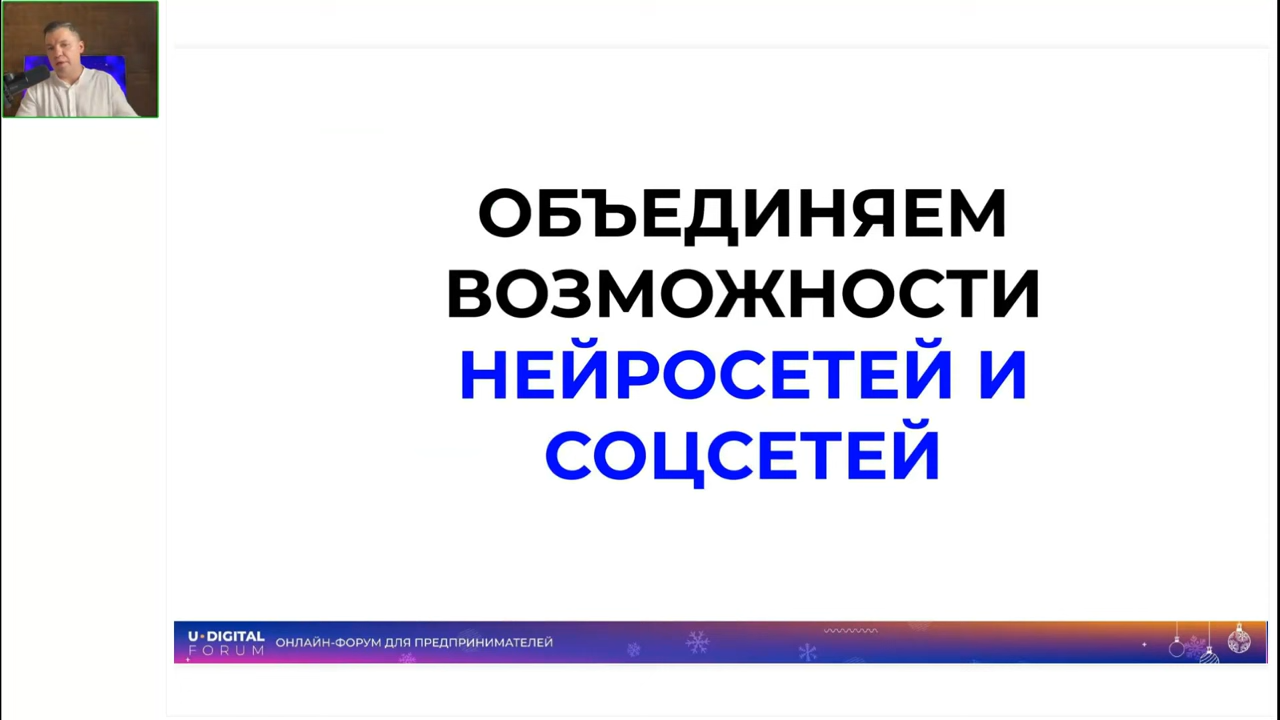 ОБЪЕДИНЯЕМ
ВОЗМОЖНОСТИ
НЕЙРОСЕТЕЙ И
СОЦСЕТЕЙ
U•DIGITAL
FORUM
ОНЛАЙН-ФОРУМ ДЛЯ ПРЕДПРИНИМАТЕЛЕЙ